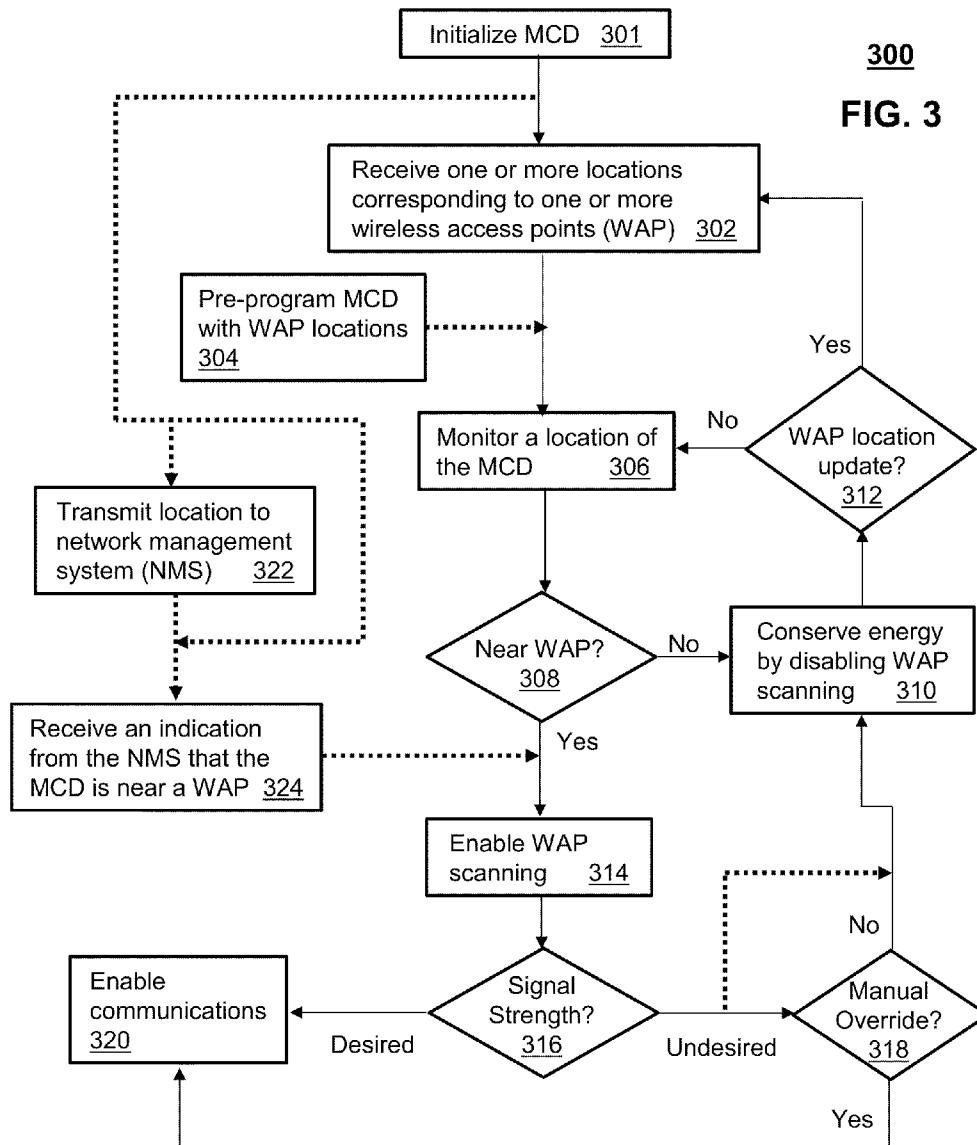 Initialize MCD 301
300
FIG. 3
Receive one or more locations
corresponding to one or more
wireless access points (WAP) 302
Pre-program MCD
with WAP locations
304
Yes
No
Monitor a location of
the MCD 306
WAP location
update?
312
Transmit location to
network management
system (NMS) 322
Near WAP?
308
No
Conserve energy
by disabling WAP
scanning 310
Yes
Receive an indication
from the NMS that the
MCD is near a WAP 324
Enable WAP
scanning 314
No
Enable
communications
320
Desired
Signal
Strength?
316
Undesired
Manual
Override?
318
Yes